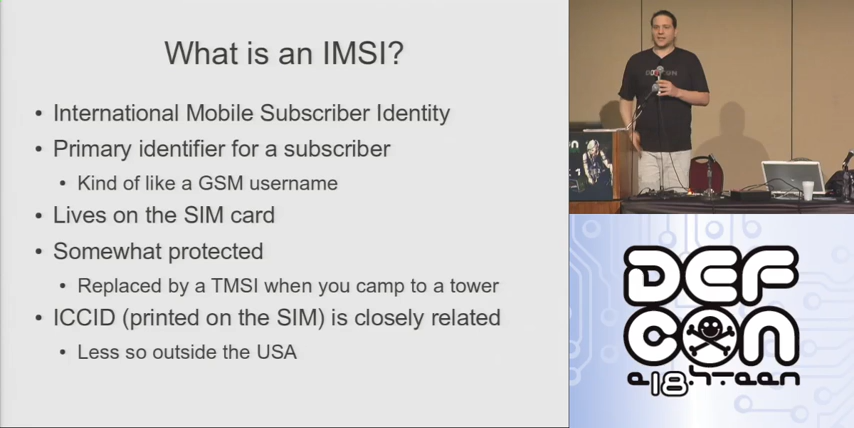 What is an IMSI?
• International Mobile Subscriber Identity
• Primary identifier for a subscriber
• Kind of like a GSM username
• Lives on the SIM card
• Somewhat protected
• Replaced by a TMSI when you camp to a tower
• ICCID (printed on the SIM) is closely related
• Less so outside the USA
DEF
CON
e18h-teen